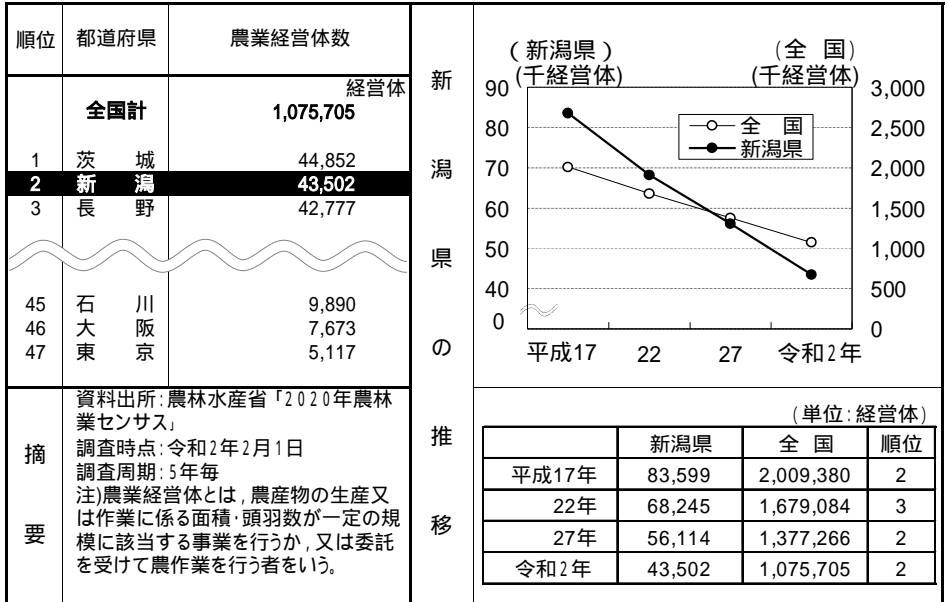 順位 都道府県 農業経営体数
経営体
全国計 1,075,705
1 茨城 44,852
2 新潟 43,502
3 長野 42,777
45 石川 9,890
46 大阪 7,673
47 東京 5,117
摘要
資料出所:農林水産省「2020年農林
業センサス」
調査時点:令和2年2月1日
調査周期:5年毎
注)農業経営体とは,農産物の生産又
は作業に係る面積・頭羽数が一定の規
模に該当する事業を行うか,又は委託
を受けて農作業を行う者をいう。
新潟県の推移
(新潟県) (全 国)
(千経営体) (千経営体)
90 3,000
80 2,500
70 2,000
60 1,500
50 1,000
40 500
0 0
全 国
新潟県
平成17 22 27 令和2年
(単位:経営体)
新潟県 全 国 順位
平成17年 83,599 2,009,380 2
22年 68,245 1,679,084 3
27年 56,114 1,377,266 2
令和2年 43,502 1,075,705 2